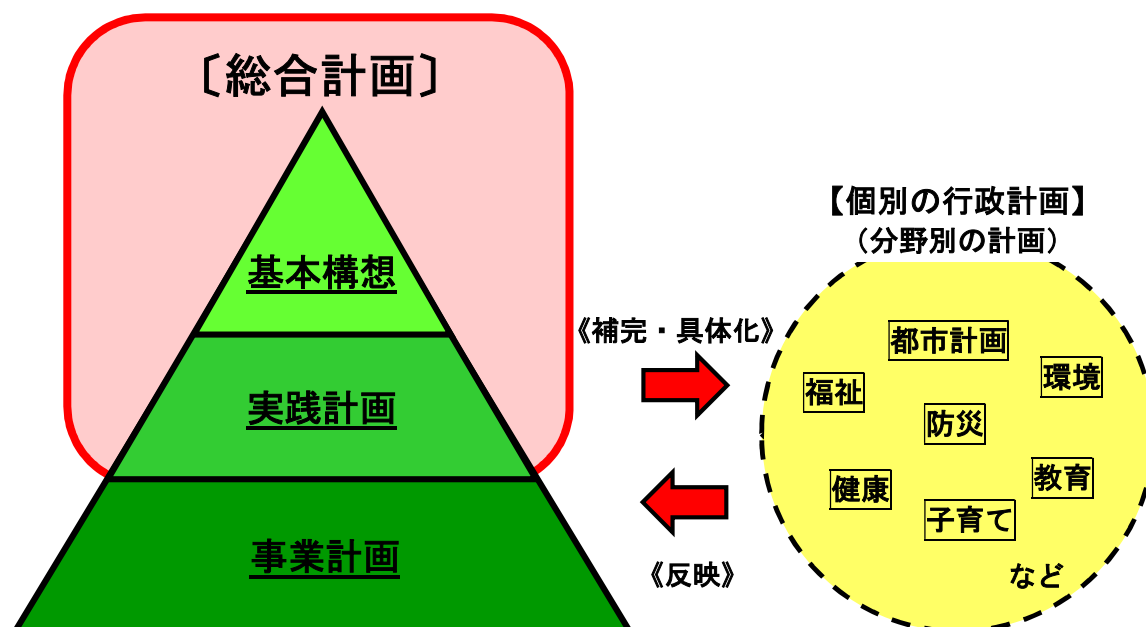 〔総合計画〕
基本構想
実践計画
事業計画
《補完・具体化》
《反映》
【個別の行政計画】
（分野別の計画）
都市計画
環境
福祉
防災
教育
健康
子育て
など